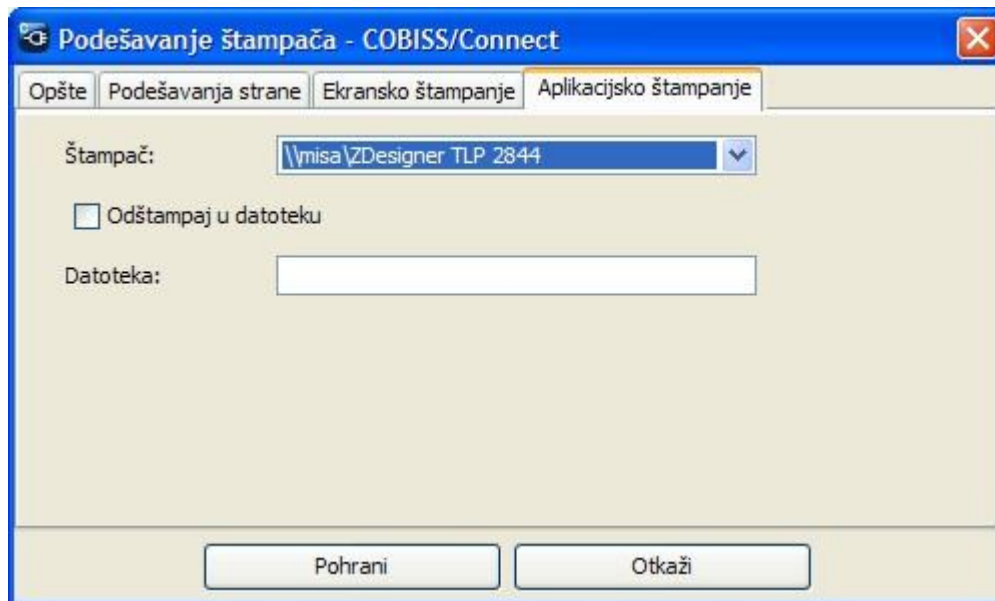 Podešavanje štampača - COBISS/Connect
Opšte Podešavanja strane Ekransko štampanje Aplikacijsko štampanje
Štampač: \\misa\ZDesigner TLP 2844
Odštampaj u datoteku
Datoteka:
Pohrani Otkaži